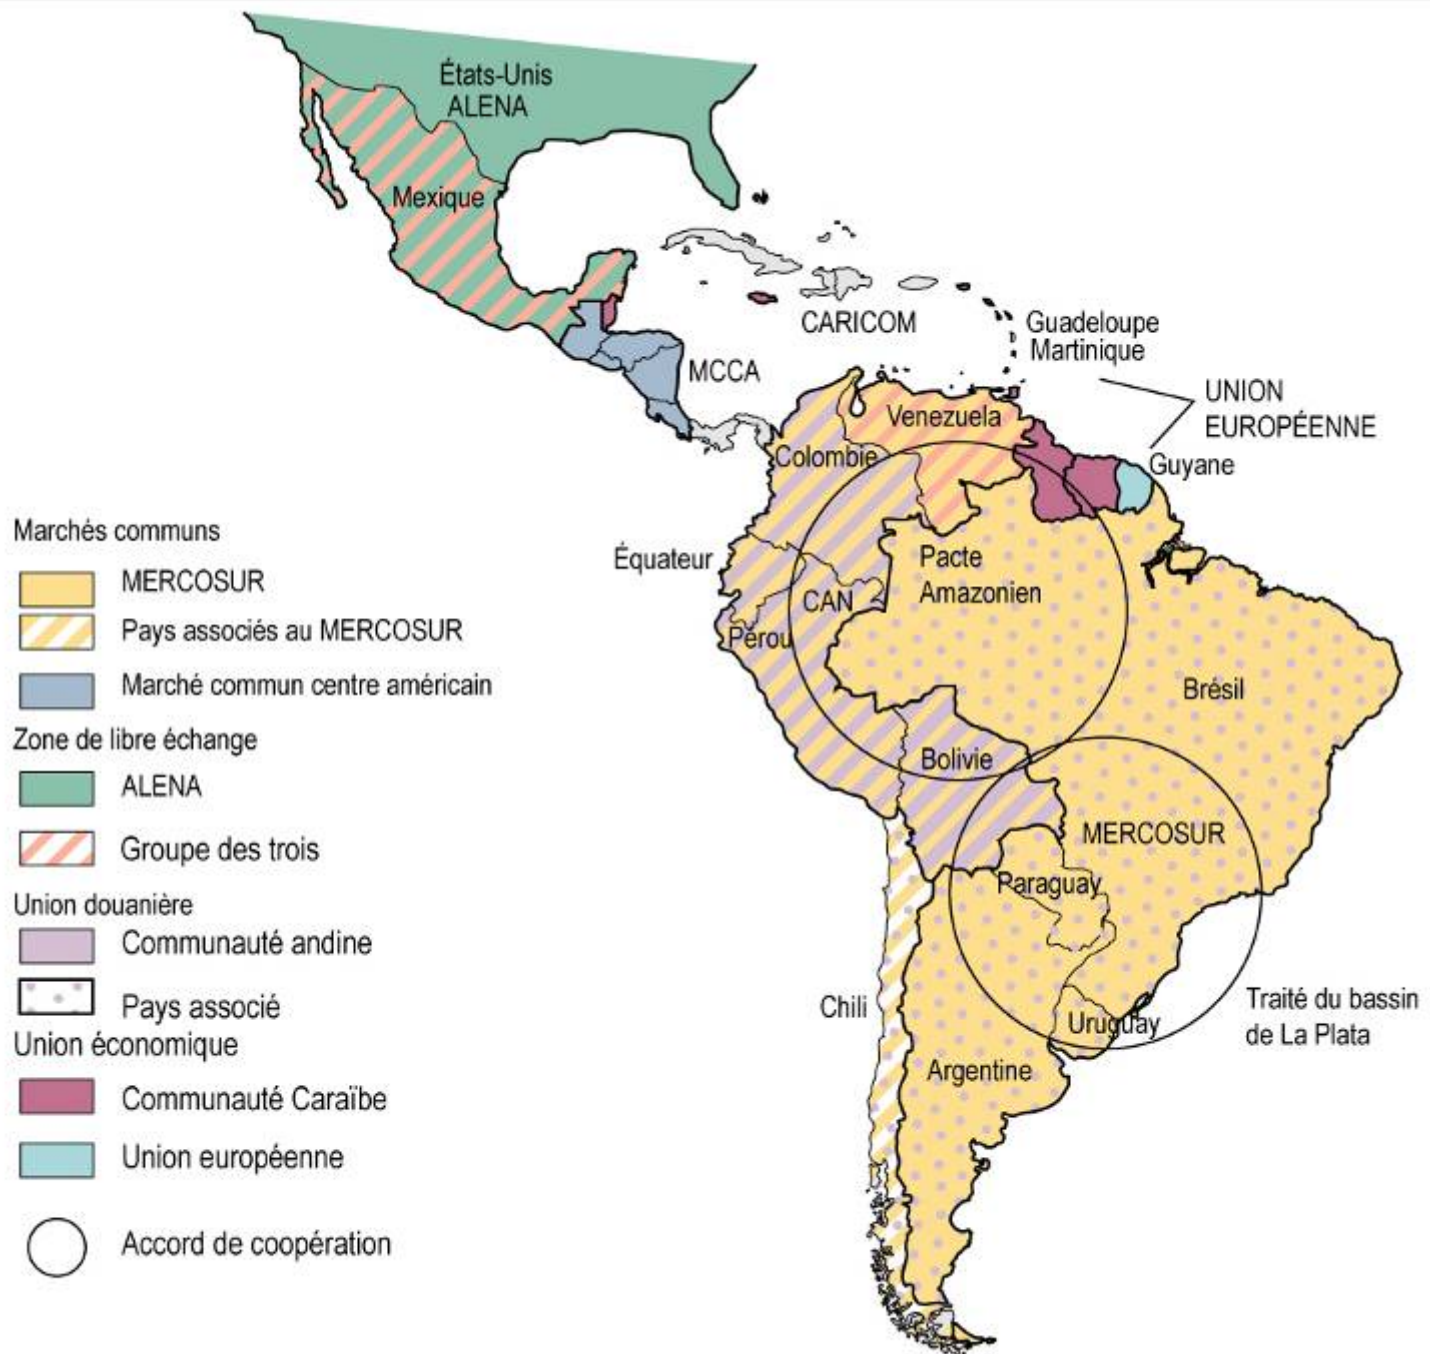 États-Unis
ALENA
Mexique
CARICOM
Guadeloupe
Martinique
MCCA
UNION
EUROPÉENNE
Venezuela
Colombie
Guyane
Équateur
Pacte
Amazonien
CAN
Pérou
Brésil
Bolivie
MERCOSUR
Paraguay
Chili
Uruguay
Traité du bassin
de La Plata
Argentine
Marchés communs
MERCOSUR
Pays associés au MERCOSUR
Marché commun centre américain
Zone de libre échange
ALENA
Groupe des trois
Union douanière
Communauté andine
Pays associé
Union économique
Communauté Caraïbe
Union européenne
Accord de coopération